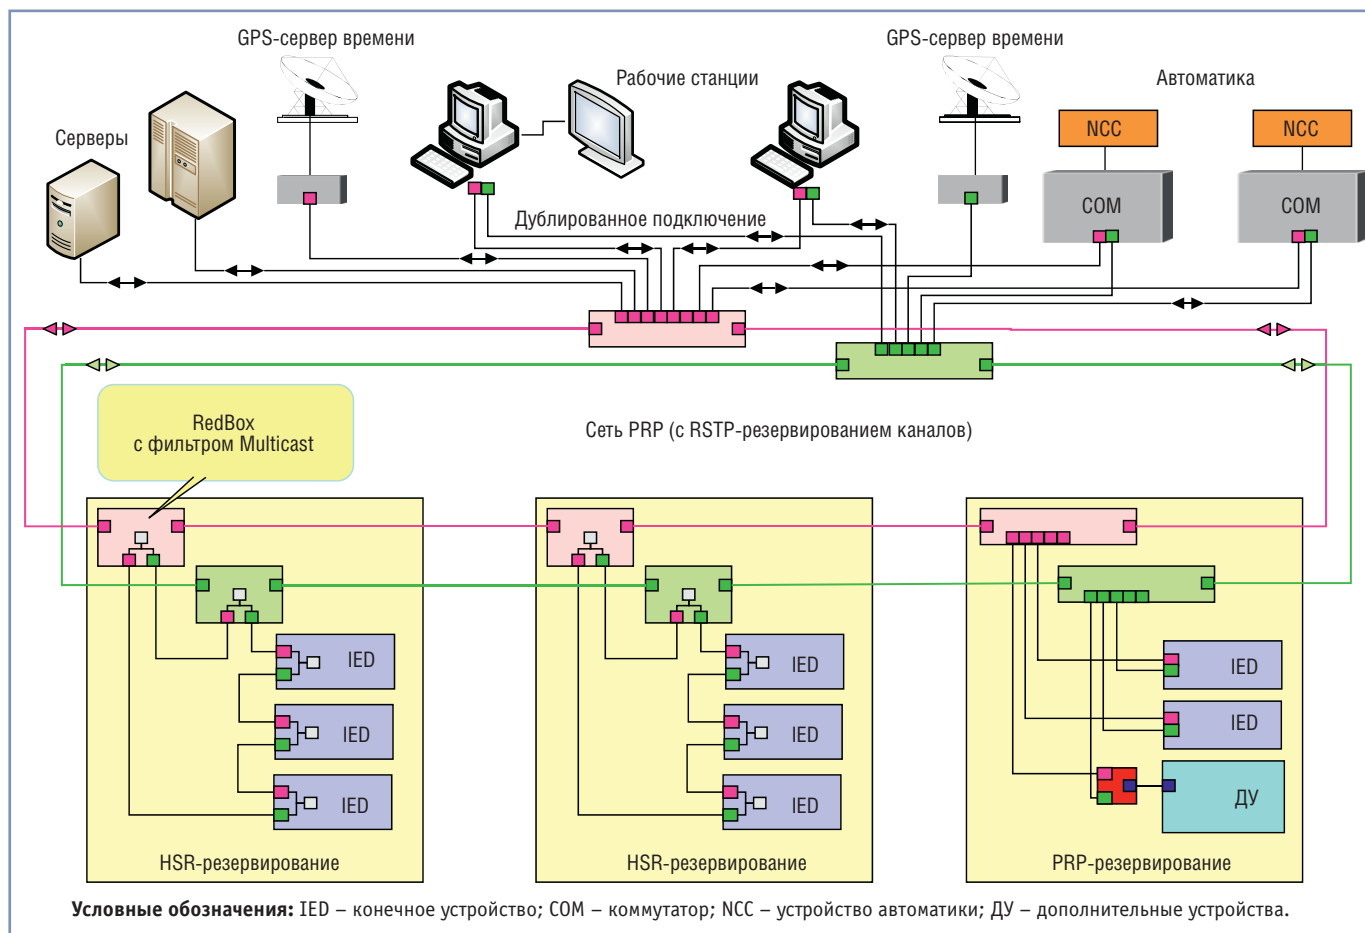 GPS-сервер времени
GPS-сервер времени
Рабочие станции
Автоматика
Серверы
NCC
NCC
COM
COM
Дублированное подключение
RedBox
с фильтром Multicast
Сеть PRP (с RSTP-резервированием каналов)
IED
IED
IED
IED
IED
IED
IED
IED
ДУ
HSR-резервирование
HSR-резервирование
PRP-резервирование
Условные обозначения: IED – конечное устройство; COM – коммутатор; NCC – устройство автоматики; ДУ – дополнительные устройства.